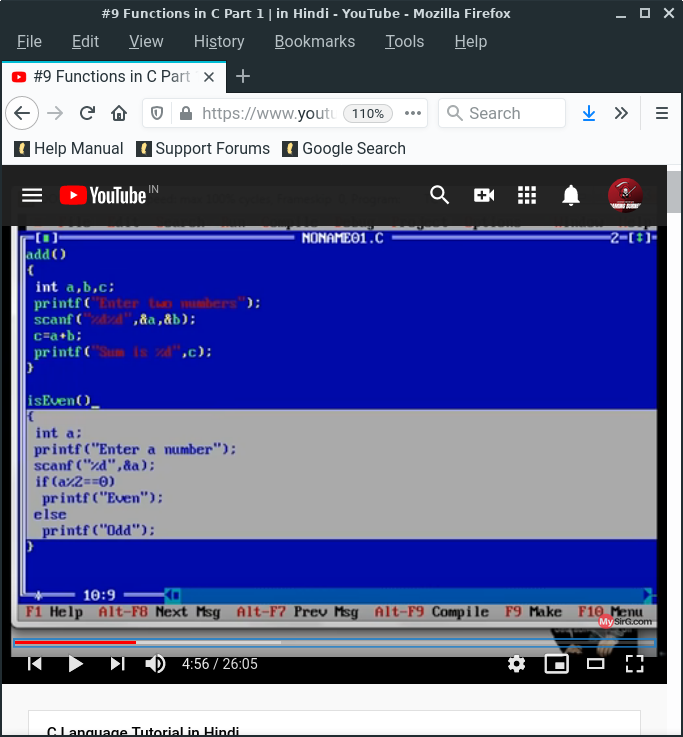 #9 Functions in C Part 1 | in Hindi - YouTube - Mozilla Firefox
File Edit View History Bookmarks Tools Help
#9 Functions in C Part
https://www.youtu 110% Search
Help Manual Support Forums Google Search
YouTube IN
NONAME01.C 2
add()
{
int a,b,c;
printf("Enter two numbers");
scanf("%d%d",&a,&b);
c=a+b;
printf("Sum is %d",c);
}
isEven()_
{
int a;
printf("Enter a number");
scanf("%d",&a);
if(a%2==0)
printf("Even");
else
printf("Odd");
}
10:9
F1 Help Alt-F8 Next Msg Alt-F7 Prev Msg Alt-F9 Compile F9 Make F10 Menu
MySirG.com
4:56 / 26:05
C Language Tutorial in Hindi